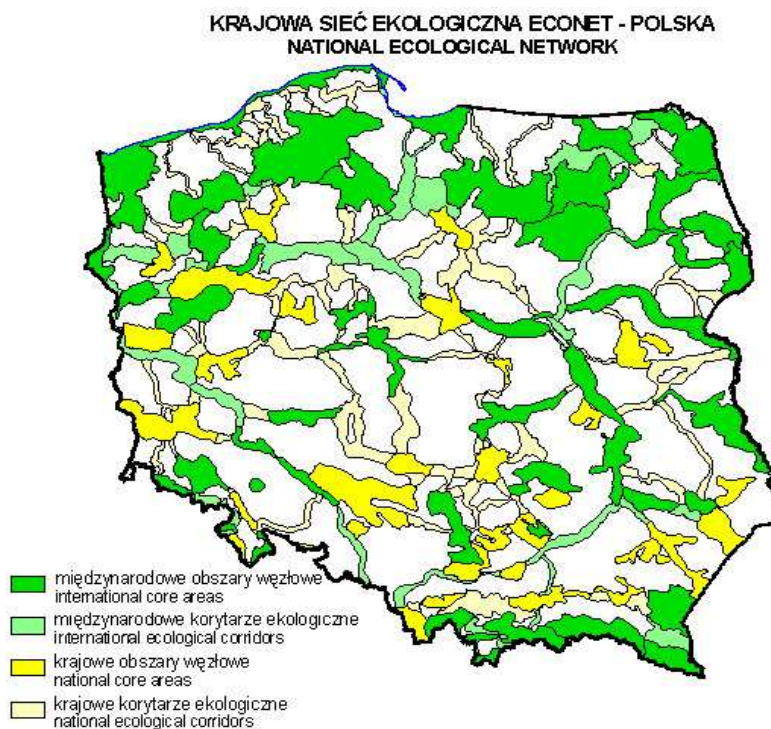 KRAJOWA SIEĆ EKOLOGICZNA ECONET - POLSKA
NATIONAL ECOLOGICAL NETWORK
międzynarodowe obszary węzłowe
international core areas
międzynarodowe korytarze ekologiczne
international ecological corridors
krajowe obszary węzłowe
national core areas
krajowe korytarze ekologiczne
national ecological corridors